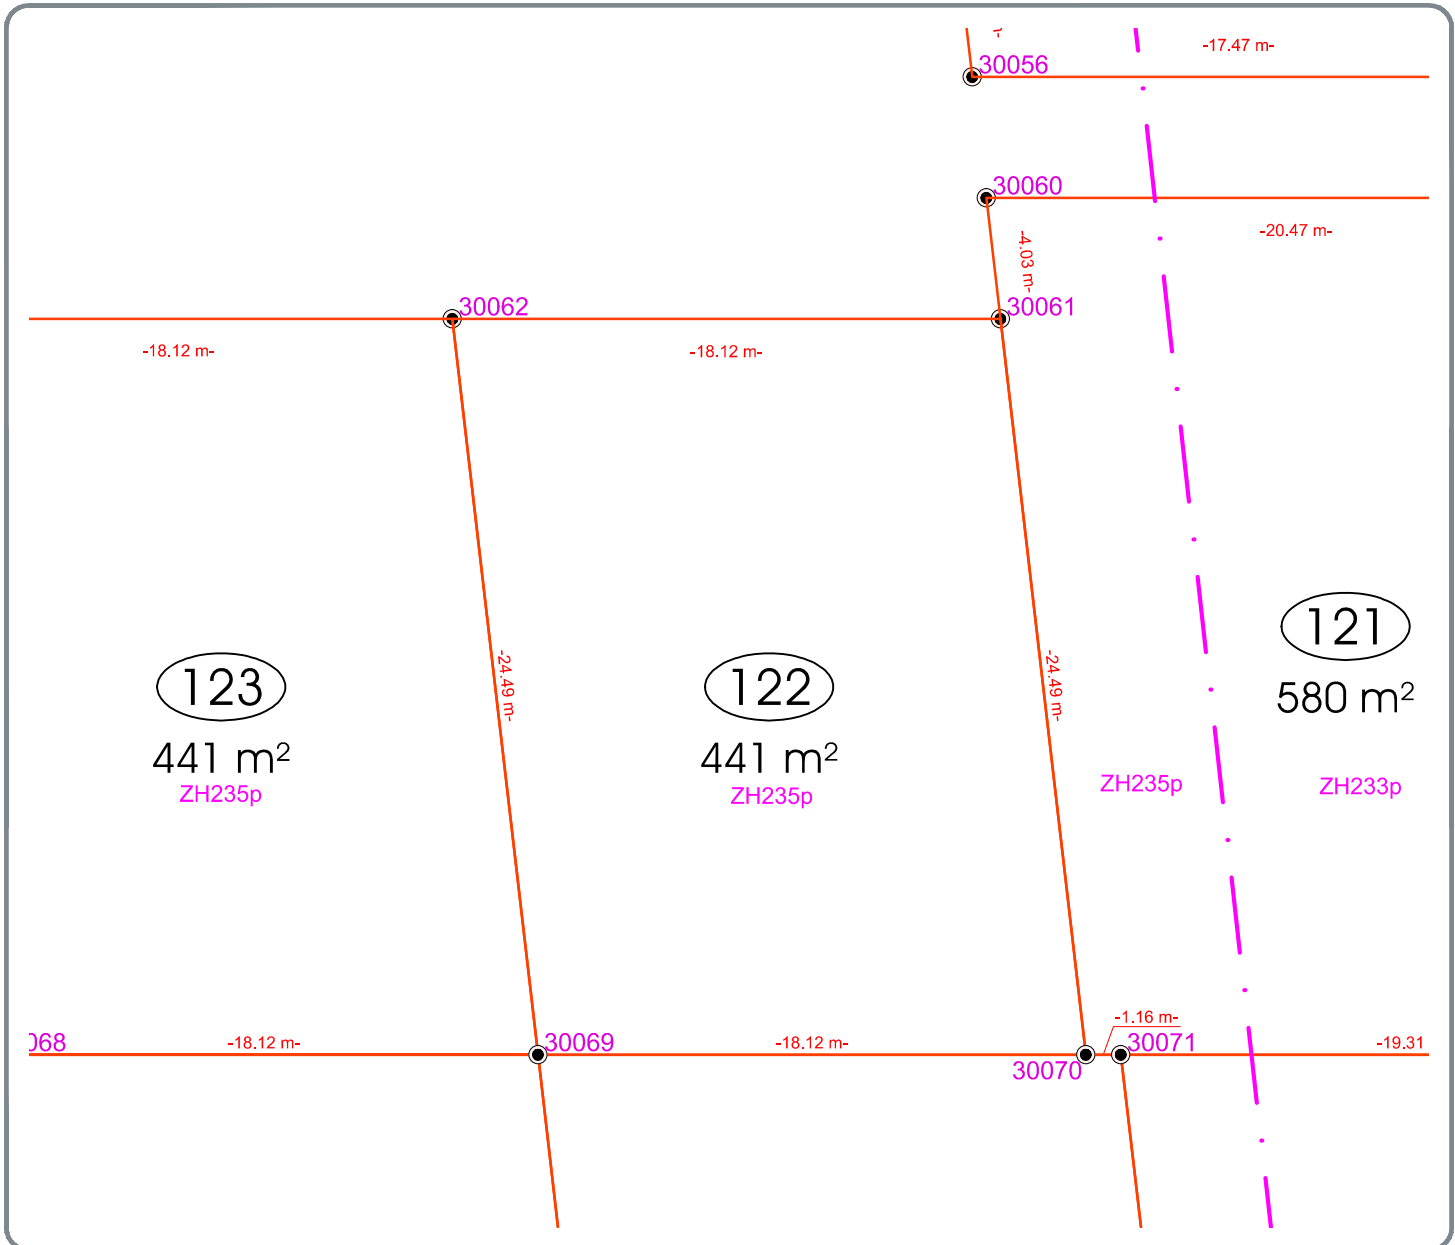 -17.47 m-
30056
30060
-20.47 m-
-4.03 m-
30062
30061
-18.12 m-
-18.12 m-
121
580 m²
-24.49 m-
-24.49 m-
123
122
441 m²
441 m²
ZH235p
ZH235p
ZH235p
ZH233p
-1.16 m-
068
-18.12 m-
30069
-18.12 m-
30071
-19.31
30070